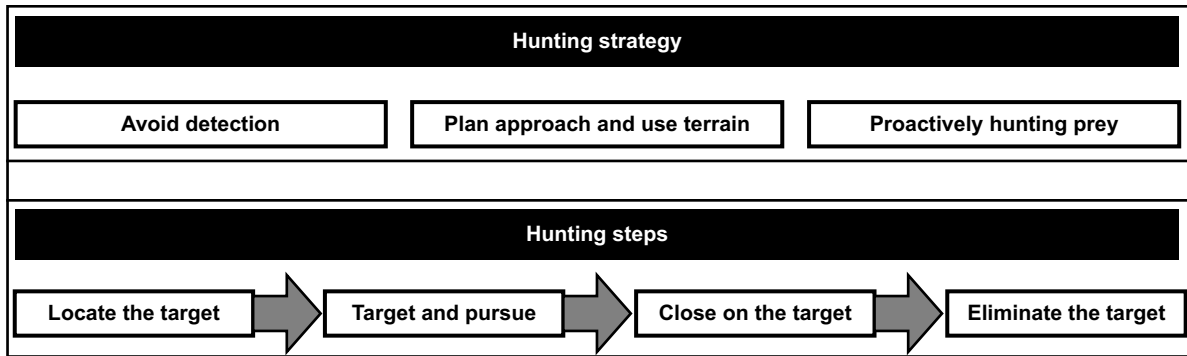 Hunting strategy
Avoid detection
Plan approach and use terrain
Proactively hunting prey
Hunting steps
Locate the target
Target and pursue
Close on the target
Eliminate the target